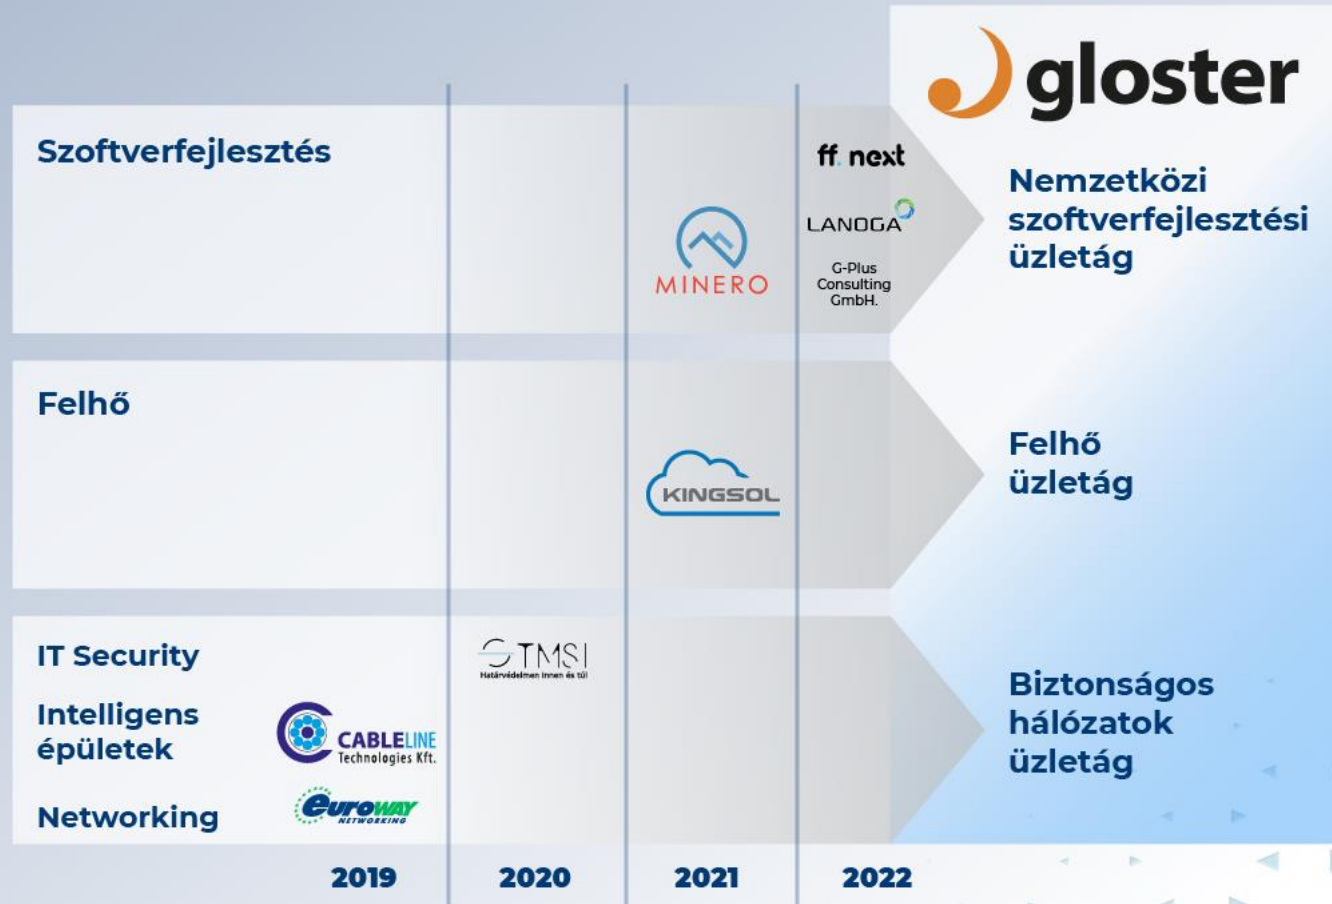 gloster
Szoftverfejlesztés
ff. next
LANOGA
MINERO
G-Plus
Consulting
GmbH.
Nemzetközi
szoftverfejlesztési
üzletág
Felhő
KINGSOL
Felhő
üzletág
IT Security
STMSI
Határvédelmen innen és túl
Intelligens
épületek
CABLELINE
Technologies Kft.
Networking
euroway
NETWORKING
Biztonságos
hálózatok
üzletág
2019
2020
2021
2022